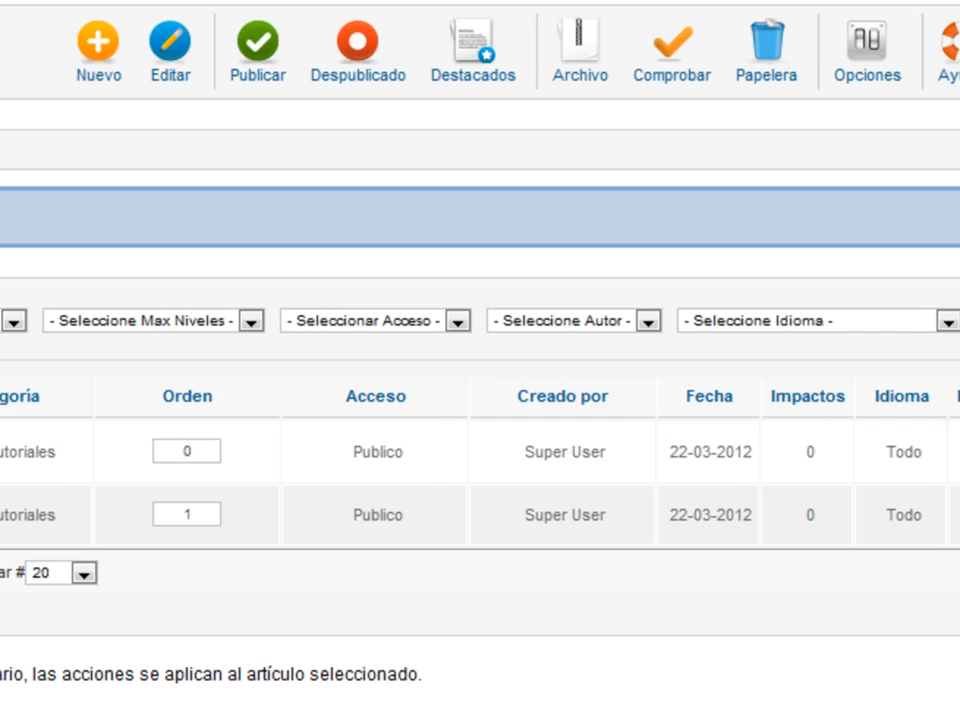 Nuevo Editar Publicar Despublicado Destacados Archivo Comprobar Papelera Opciones
- Seleccione Max Niveles - - Seleccionar Acceso - - Seleccione Autor - - Seleccione Idioma -
goría Orden Acceso Creado por Fecha Impactos Idioma
utoriales 0 Publico Super User 22-03-2012 0 Todo
utoriales 1 Publico Super User 22-03-2012 0 Todo
ar # 20
ario, las acciones se aplican al artículo seleccionado.